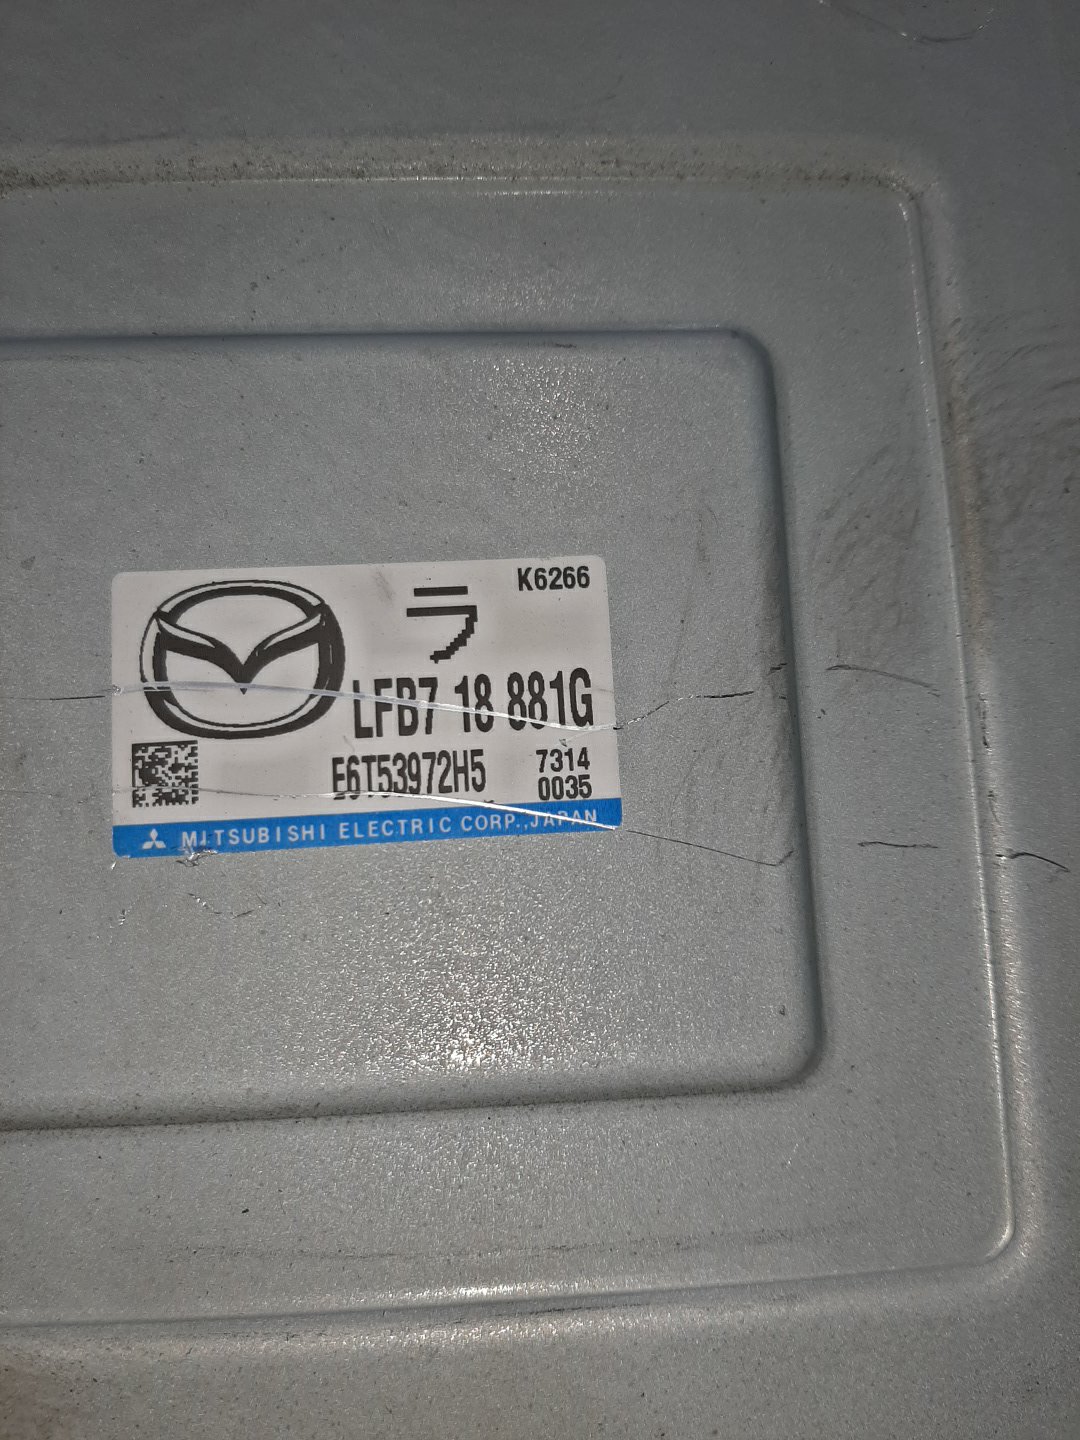 K6266
ラ
LFB7 18 881G
E6T53972H5
7314
0035
MITSUBISHI ELECTRIC CORP.,JAPAN